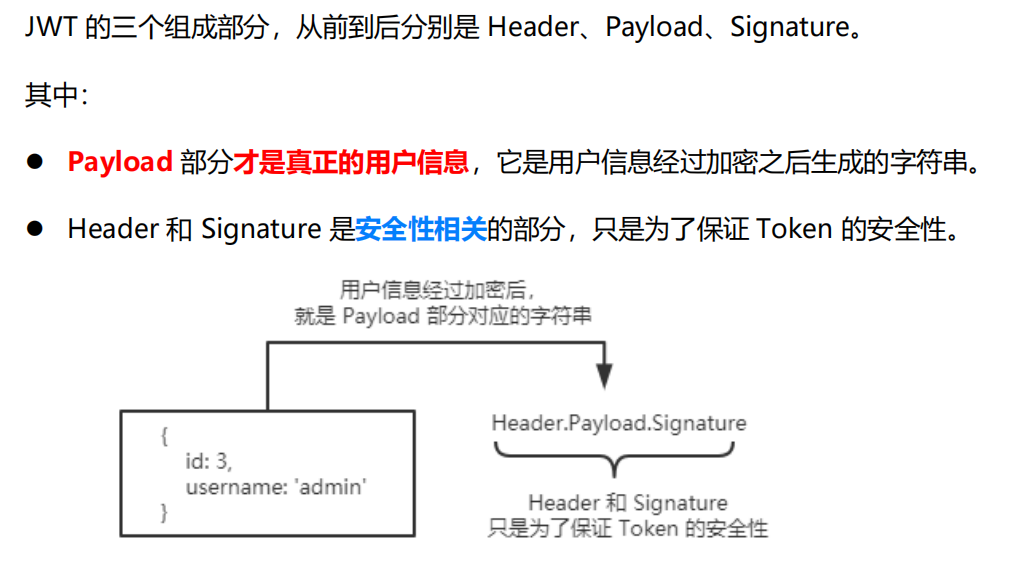 JWT 的三个组成部分，从前到后分别是 Header、Payload、Signature。
其中：
● Payload 部分才是真正的用户信息，它是用户信息经过加密之后生成的字符串。
● Header 和 Signature 是安全性相关的部分，只是为了保证 Token 的安全性。
用户信息经过加密后，
就是 Payload 部分对应的字符串
{
id: 3,
username: 'admin'
}
Header.Payload.Signature
Header 和 Signature
只是为了保证 Token 的安全性